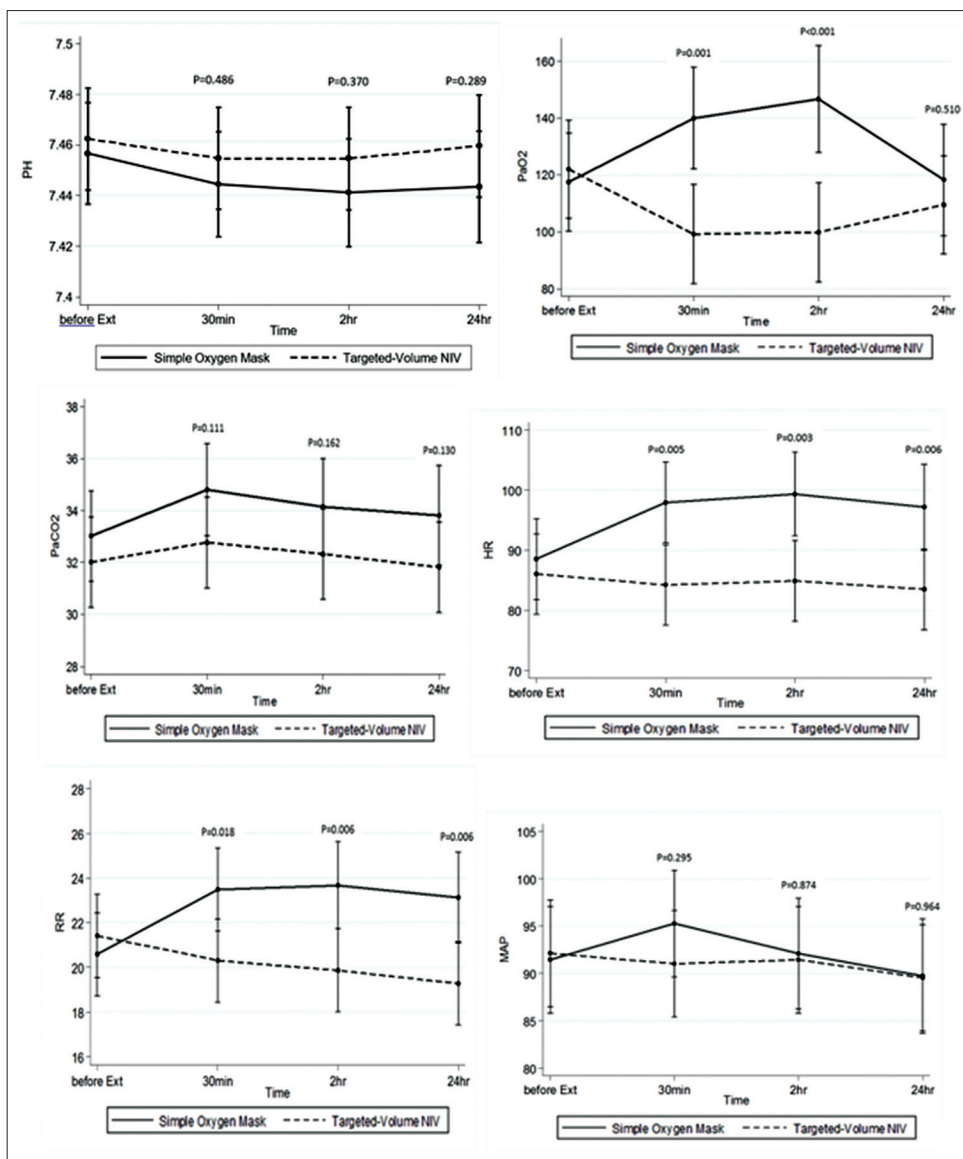 7.5
7.48
7.46
7.44
7.42
7.4
PH
P=0.486
P=0.370
P=0.289
before Ext 30min 2hr 24hr
Time
Simple Oxygen Mask Targeted-Volume NIV
160
140
120
100
80
PaO2
P=0.001
P<0.001
P=0.510
before Ext 30min 2hr 24hr
Time
Simple Oxygen Mask Targeted-Volume NIV
38
36
34
32
30
28
PaCO2
P=0.111
P=0.162
P=0.130
before Ext 30min 2hr 24hr
Time
Simple Oxygen Mask Targeted-Volume NIV
110
100
90
80
70
HR
P=0.005
P=0.003
P=0.006
before Ext 30min 2hr 24hr
Time
Simple Oxygen Mask Targeted-Volume NIV
28
26
24
22
20
18
16
RR
P=0.018
P=0.006
P=0.006
before Ext 30min 2hr 24hr
Time
Simple Oxygen Mask Targeted-Volume NIV
105
100
95
90
85
80
MAP
P=0.295
P=0.874
P=0.964
before Ext 30min 2hr 24hr
Time
Simple Oxygen Mask Targeted-Volume NIV